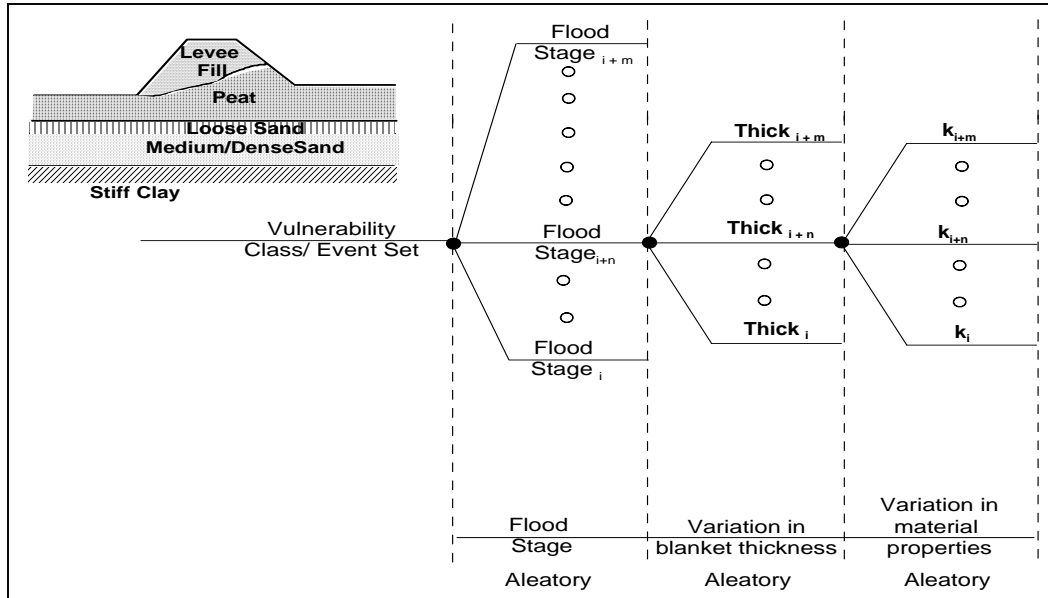 Levee
Fill
Peat
Loose Sand
Medium/DenseSand
Stiff Clay
Vulnerability
Class/ Event Set
Flood
Stage i + m
Flood
Stage i+n
Flood
Stage i
Thick i + m
Thick i + n
Thick i
k i+m
k i+n
k i
Flood
Stage
Aleatory
Variation in
blanket thickness
Aleatory
Variation in
material
properties
Aleatory